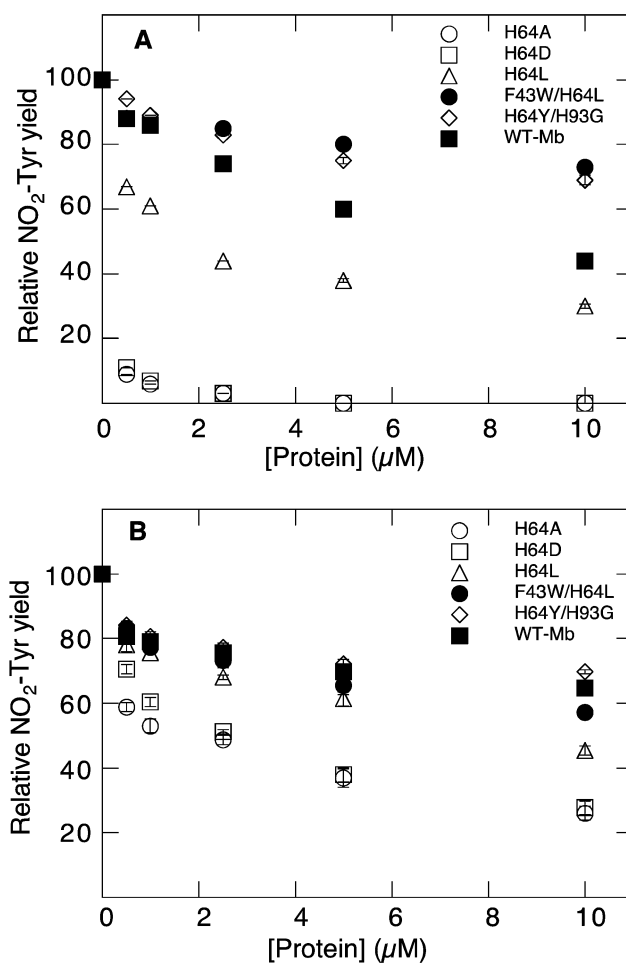 A
H64A
H64D
H64L
F43W/H64L
H64Y/H93G
WT-Mb
100
80
60
40
20
Relative NO2-Tyr yield
0 2 4 6 8 10
[Protein] (µM)
B
H64A
H64D
H64L
F43W/H64L
H64Y/H93G
WT-Mb
100
80
60
40
20
Relative NO2-Tyr yield
0 2 4 6 8 10
[Protein] (µM)